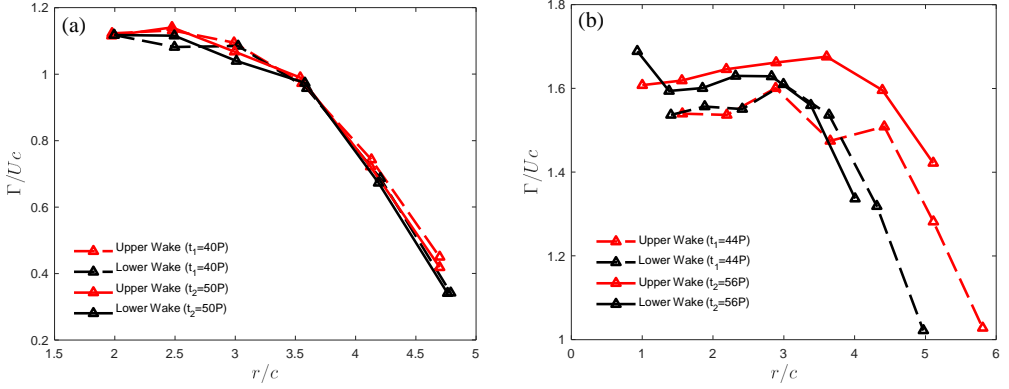 (a)
1.2
1
0.8
0.6
0.4
0.2
Γ/Uc
Upper Wake (t₁=40P)
Lower Wake (t₁=40P)
Upper Wake (t₂=50P)
Lower Wake (t₂=50P)
1.5 2 2.5 3 3.5 4 4.5 5
r/c
(b)
1.8
1.6
1.4
1.2
1
Γ/Uc
Upper Wake (t₁=44P)
Lower Wake (t₁=44P)
Upper Wake (t₂=56P)
Lower Wake (t₂=56P)
0 1 2 3 4 5 6
r/c